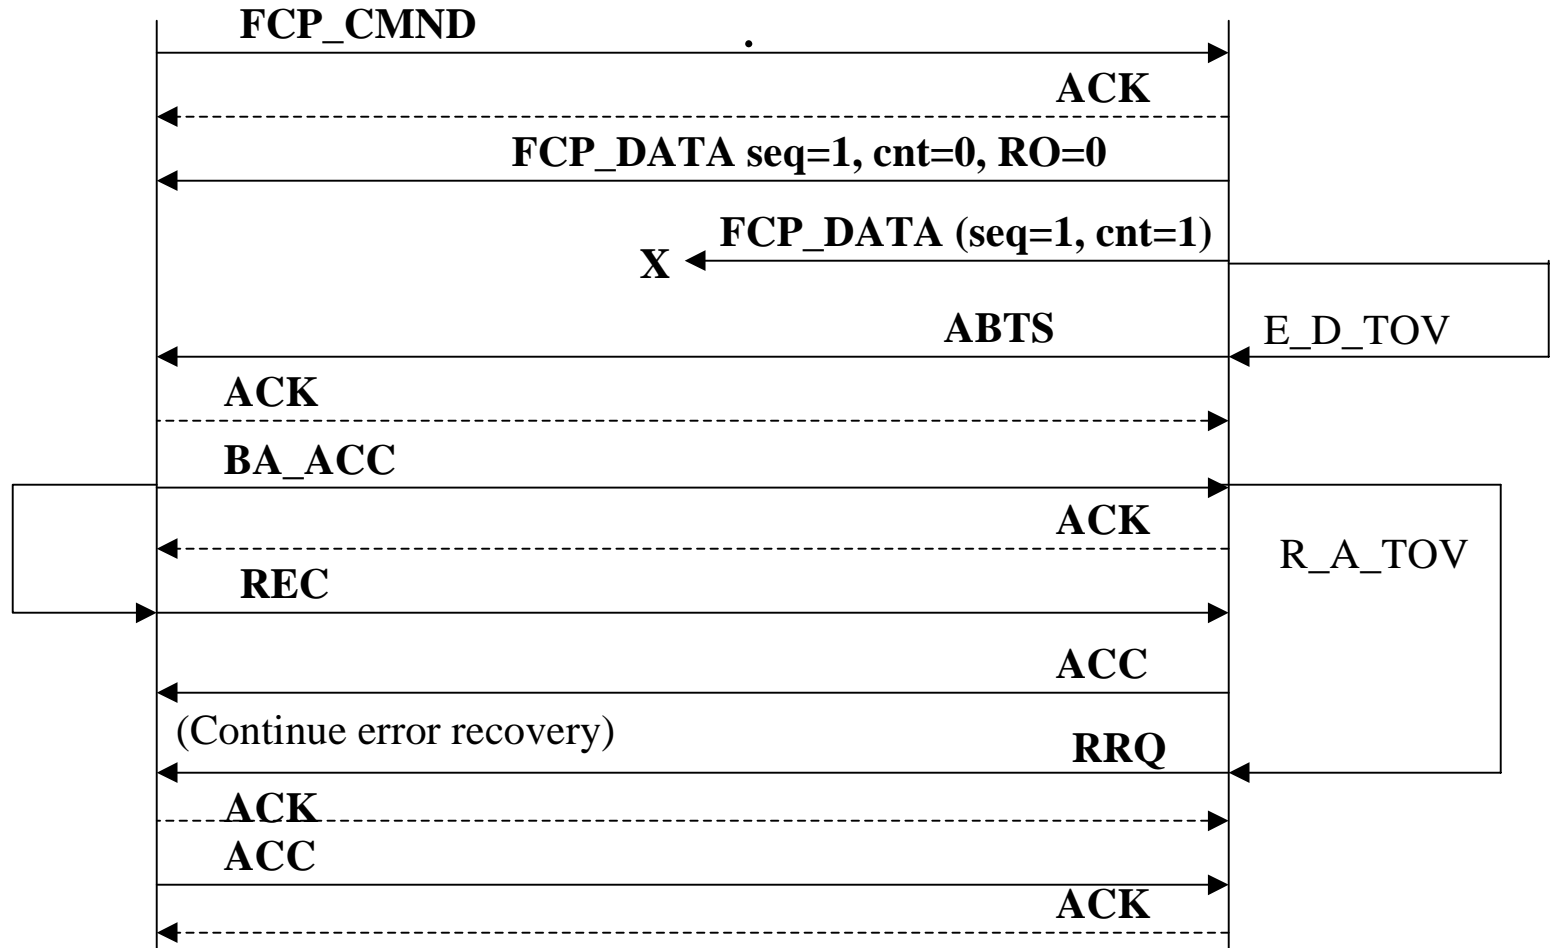 FCP_CMND
.
ACK
FCP_DATA seq=1, cnt=0, RO=0
FCP_DATA (seq=1, cnt=1)
X
ABTS
E_D_TOV
ACK
BA_ACC
ACK
R_A_TOV
REC
ACC
(Continue error recovery)
RRQ
ACK
ACC
ACK